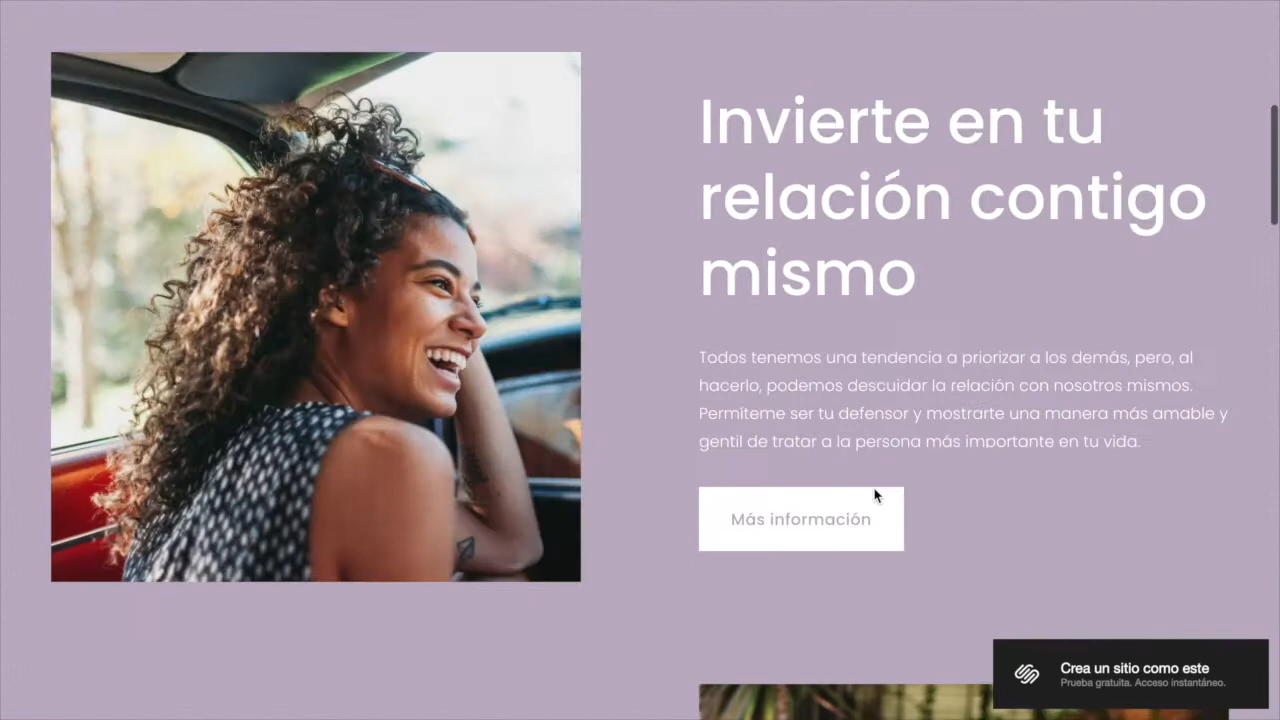 Invierte en tu
relación contigo
mismo
Todos tenemos una tendencia a priorizar a los demás, pero, al
hacerlo, podemos descuidar la relación con nosotros mismos.
Permíteme ser tu defensor y mostrarte una manera más amable y
gentil de tratar a la persona más importante en tu vida.
Más información
Crea un sitio como este
Prueba gratuita. Acceso instantáneo.